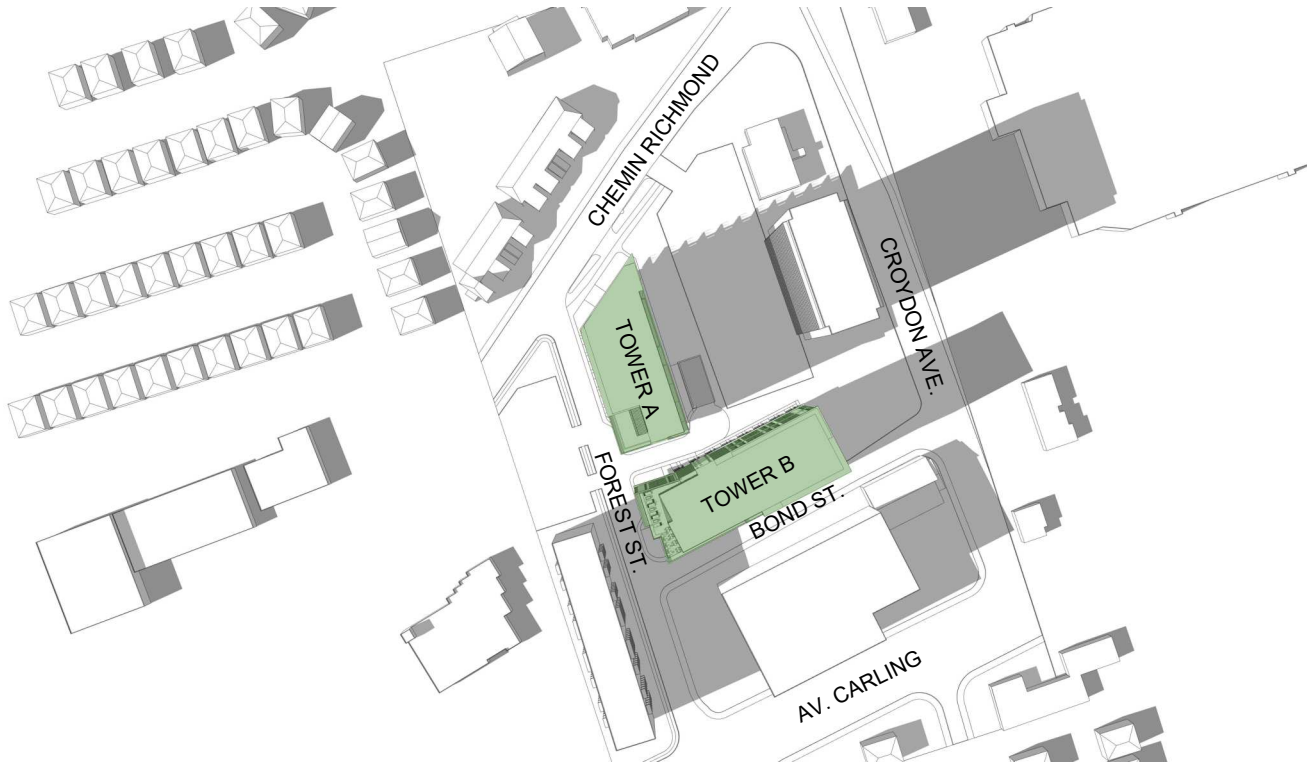 CHEMIN RICHMOND
CROYDON AVE.
TOWER A
TOWER B
FOREST ST.
BOND ST.
AV. CARLING